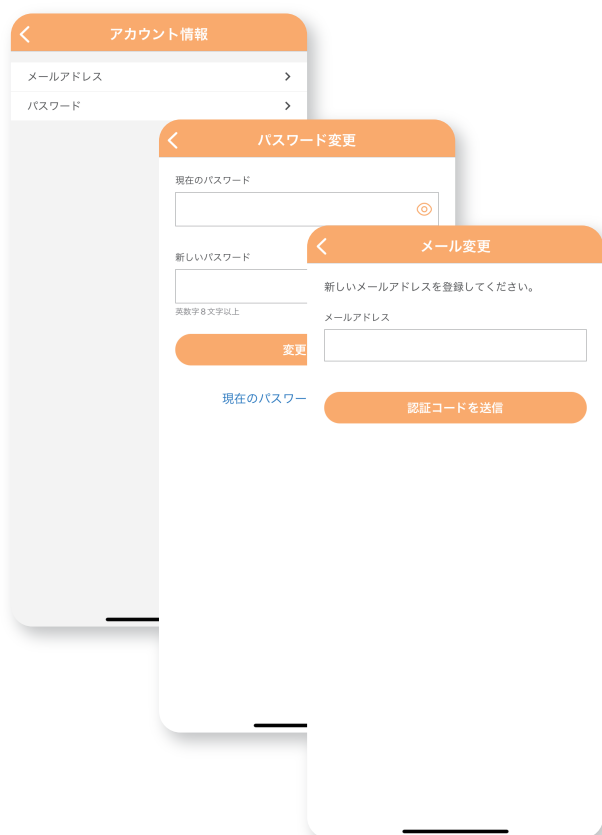 アカウント情報
メールアドレス
パスワード
パスワード変更
現在のパスワード
新しいパスワード
英数字8文字以上
変更
現在のパスワー
メール変更
新しいメールアドレスを登録してください。
メールアドレス
認証コードを送信